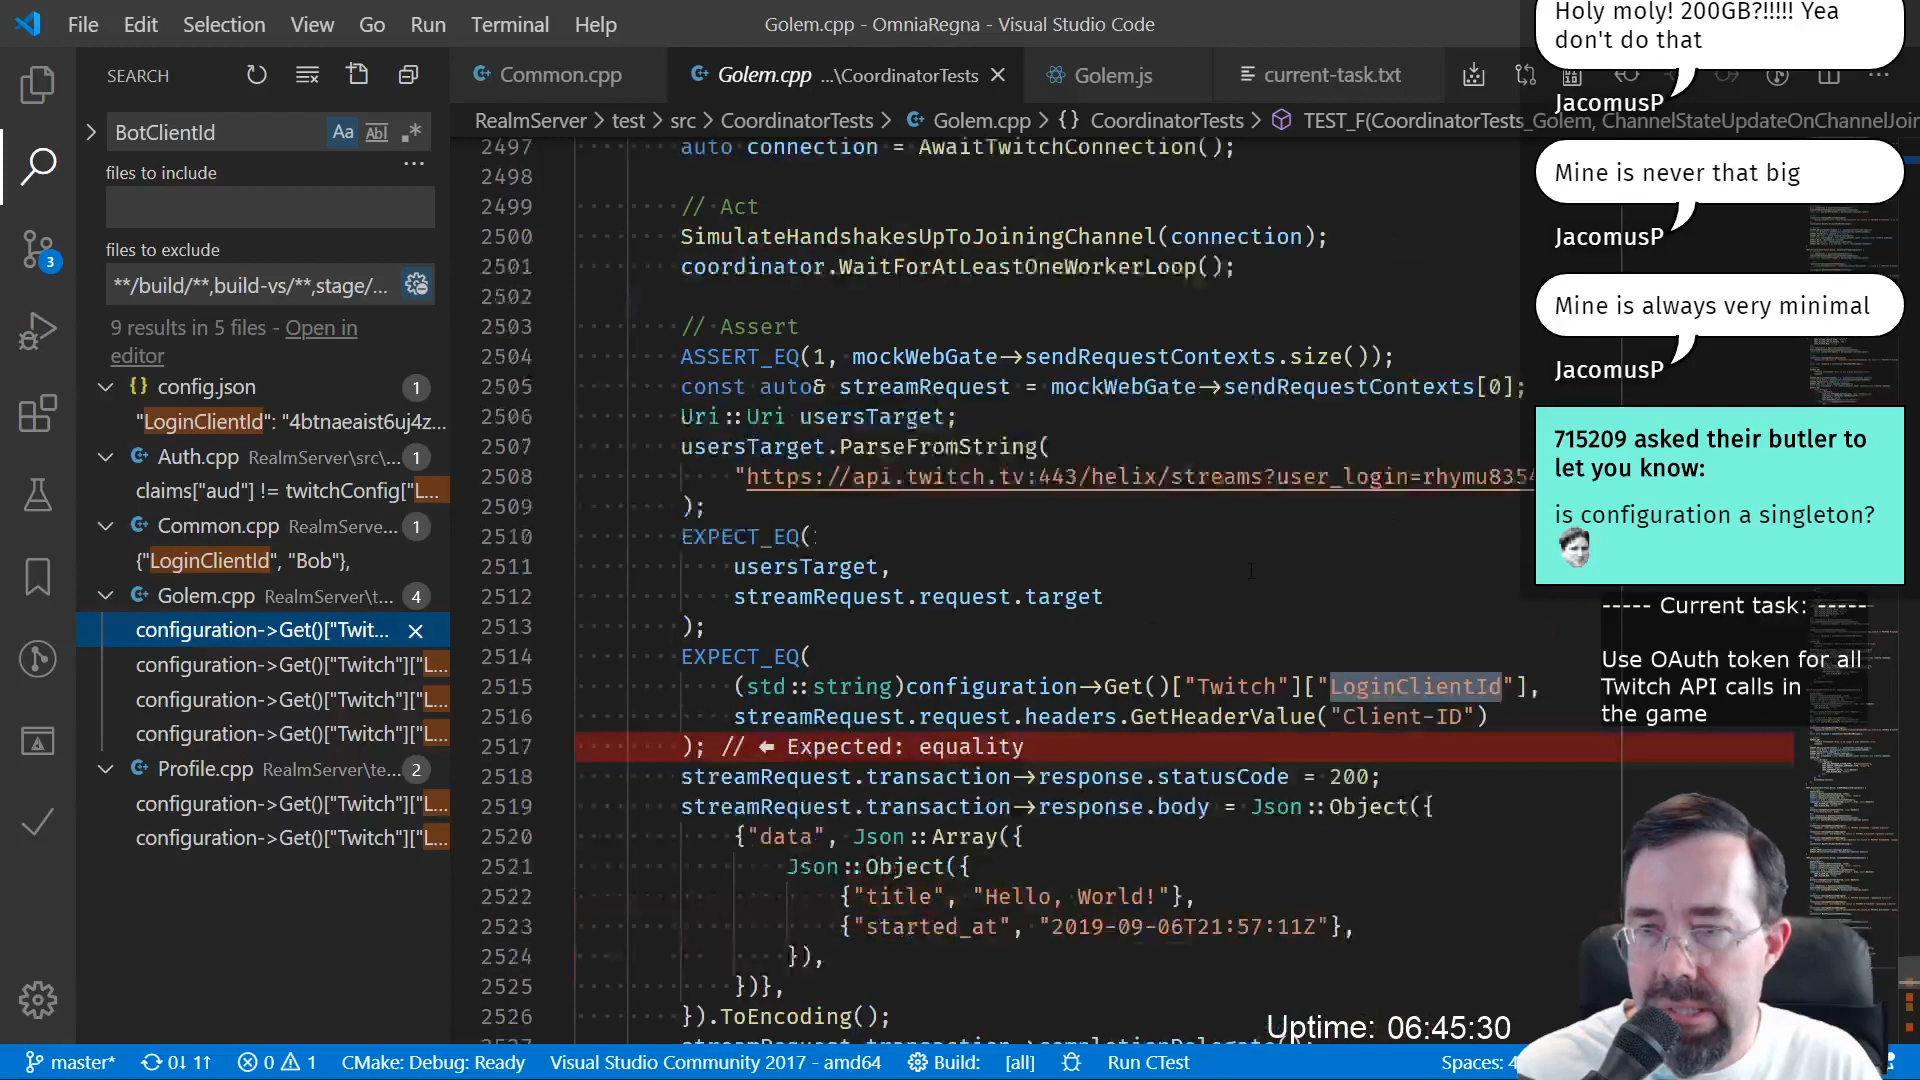 File Edit Selection View Go Run Terminal Help
Golem.cpp - OmniaRegna - Visual Studio Code
SEARCH
BotClientId
Aa Abl
files to include
files to exclude
**/build/**,build-vs/**,stage/...
9 results in 5 files - Open in
editor
config.json 1
"LoginClientId": "4btnaeaist6uj4z...
Auth.cpp RealmServer\src\... 1
claims["aud"] != twitchConfig["L...
Common.cpp RealmServe... 1
{"LoginClientId", "Bob"},
Golem.cpp RealmServer\t... 4
configuration->Get()["Twit...
configuration->Get()["Twitch"]["L...
configuration->Get()["Twitch"]["L...
configuration->Get()["Twitch"]["L...
Profile.cpp RealmServer\te... 2
configuration->Get()["Twitch"]["L...
configuration->Get()["Twitch"]["L...
Common.cpp
Golem.cpp ...\CoordinatorTests
Golem.js
current-task.txt
RealmServer > test > src > CoordinatorTests > Golem.cpp > {} CoordinatorTests > TEST_F(CoordinatorTests_Golem, ChannelStateUpdateOnChannelJoin
2497 auto connection = AwaitTwitchConnection();
2498
2499 // Act
2500 SimulateHandshakesUpToJoiningChannel(connection);
2501 coordinator.WaitForAtLeastOneWorkerLoop();
2502
2503 // Assert
2504 ASSERT_EQ(1, mockWebGate->sendRequestContexts.size());
2505 const auto& streamRequest = mockWebGate->sendRequestContexts[0];
2506 Uri::Uri usersTarget;
2507 usersTarget.ParseFromString(
2508 "https://api.twitch.tv:443/helix/streams?user_login=rhymu8354
2509 );
2510 EXPECT_EQ(
2511 usersTarget,
2512 streamRequest.request.target
2513 );
2514 EXPECT_EQ(
2515 (std::string)configuration->Get()["Twitch"]["LoginClientId"],
2516 streamRequest.request.headers.GetHeaderValue("Client-ID")
2517 ); // ← Expected: equality
2518 streamRequest.transaction->response.statusCode = 200;
2519 streamRequest.transaction->response.body = Json::Object({
2520 {"data", Json::Array({
2521 Json::Object({
2522 {"title", "Hello, World!"},
2523 {"started_at", "2019-09-06T21:57:11Z"},
2524 }),
2525 })},
2526 }).ToEncoding();
Holy moly! 200GB?!!!!! Yea
don't do that
JacomusP
Mine is never that big
JacomusP
Mine is always very minimal
JacomusP
715209 asked their butler to
let you know:
is configuration a singleton?
----- Current task: -----
Use OAuth token for all
Twitch API calls in
the game
Uptime: 06:45:30
3
master* 0↓ 1↑ 0 1 CMake: Debug: Ready Visual Studio Community 2017 - amd64 Build: [all] Run CTest Spaces: 4